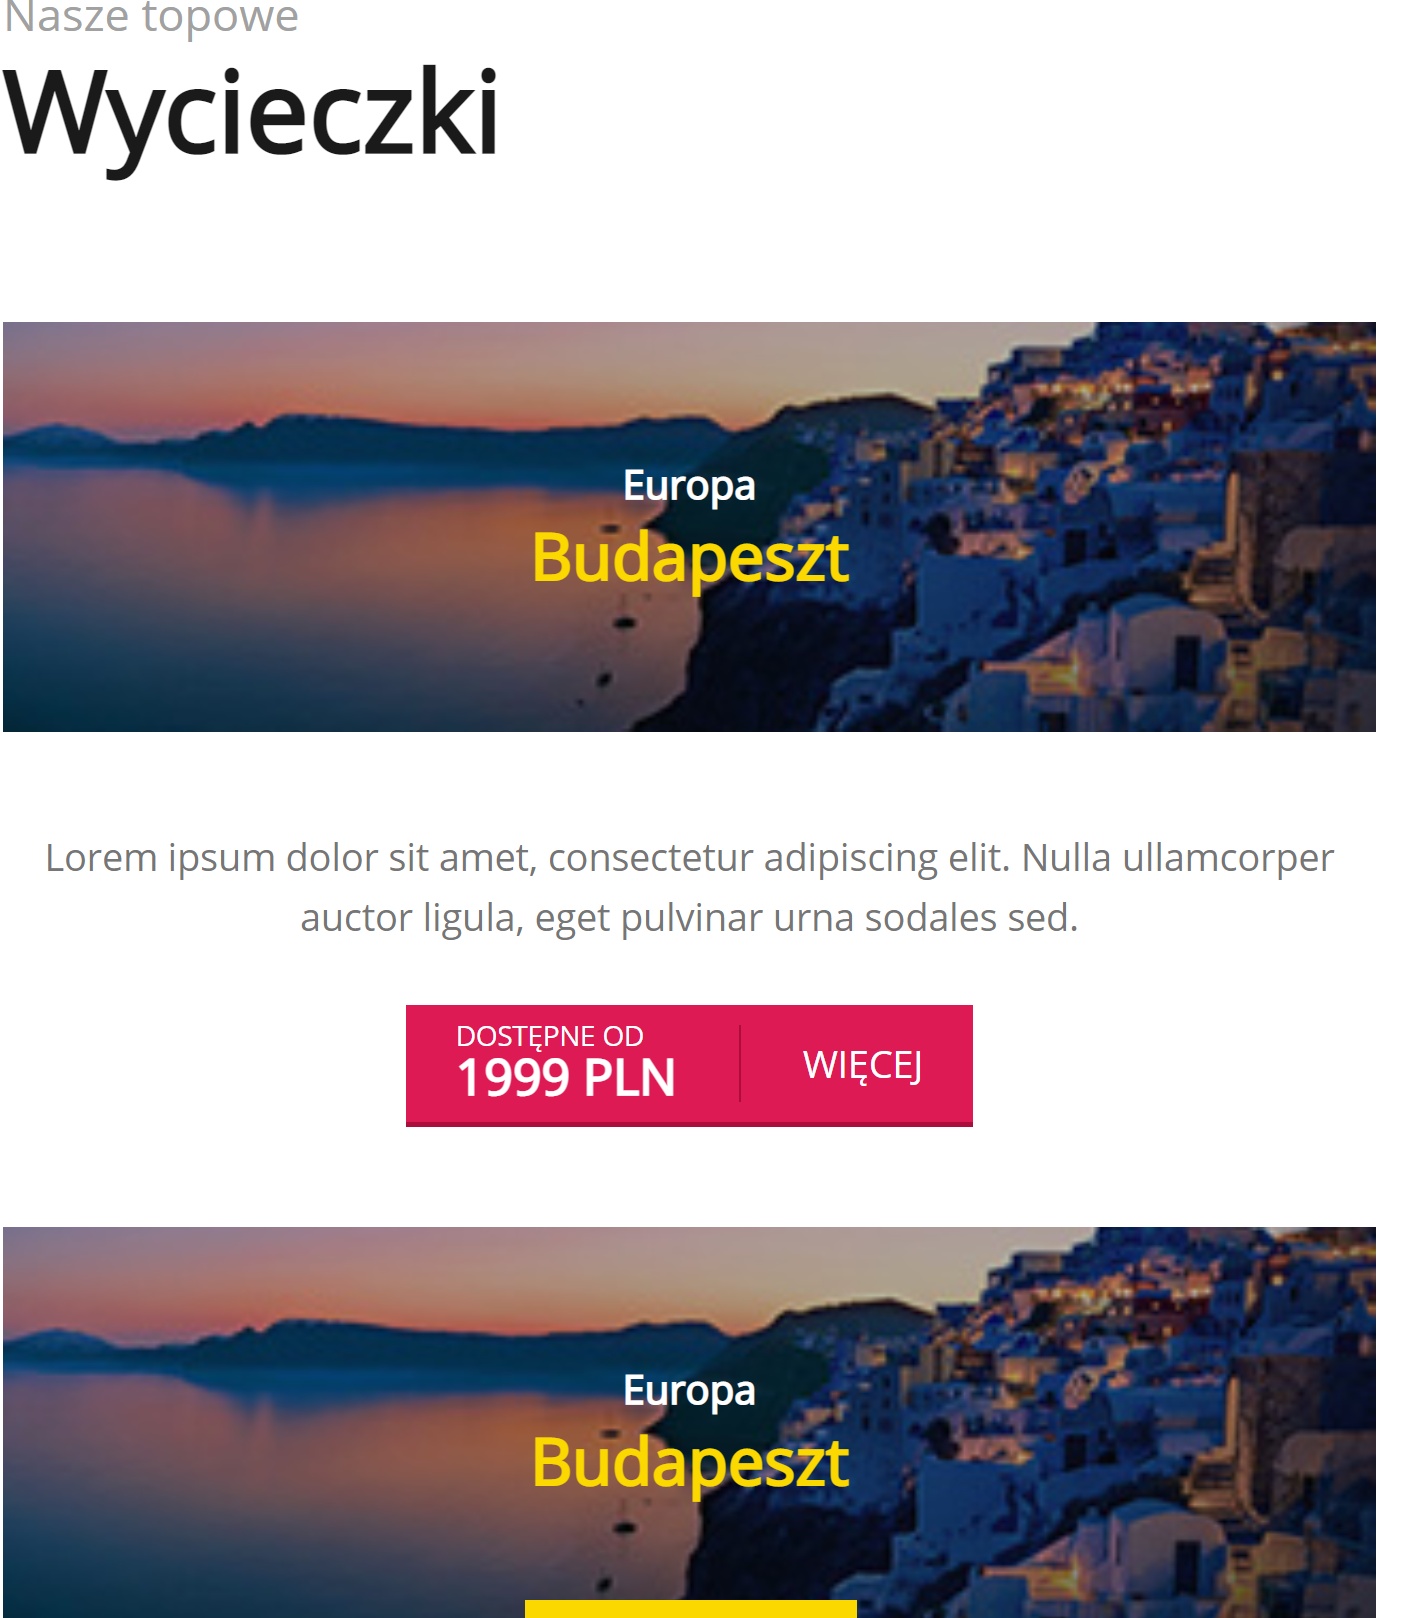 Nasze topowe
Wycieczki
Europa
Budapeszt
Lorem ipsum dolor sit amet, consectetur adipiscing elit. Nulla ullamcorper
auctor ligula, eget pulvinar urna sodales sed.
DOSTĘPNE OD
1999 PLN
WIĘCEJ
Europa
Budapeszt